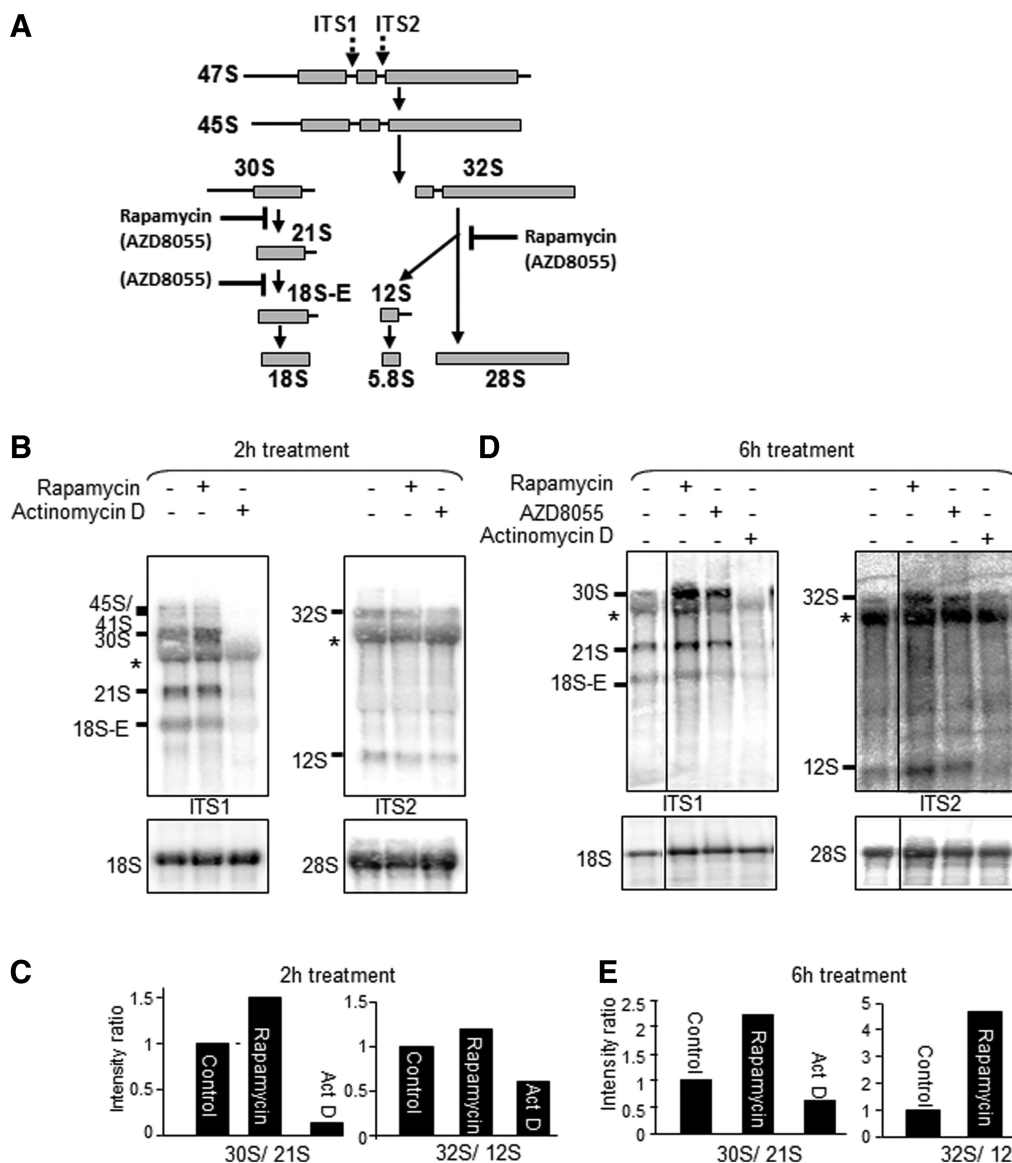 A
ITS1 ITS2
47S
45S
30S 32S
Rapamycin
(AZD8055)
21S
Rapamycin
(AZD8055)
(AZD8055)
18S-E 12S
18S 5.8S 28S
B
2h treatment
Rapamycin - + - - + -
Actinomycin D - - + - - +
45S/
41S
30S
*
21S
18S-E
32S
*
12S
ITS1 ITS2
18S 28S
C
2h treatment
Intensity ratio
1.5
1
0.5
0
Control
Rapamycin
Act D
30S/ 21S
1.5
1
0.5
0
Control
Rapamycin
Act D
32S/ 12S
D
6h treatment
Rapamycin - + - - - + - -
AZD8055 - - + - - - + -
Actinomycin D - - - + - - - +
30S
*
21S
18S-E
32S
*
12S
ITS1 ITS2
18S 28S
E
6h treatment
Intensity ratio
2.5
2
1.5
1
0.5
0
Control
Rapamycin
Act D
30S/ 21S
5
4
3
2
1
0
Control
Rapamycin
32S/ 12